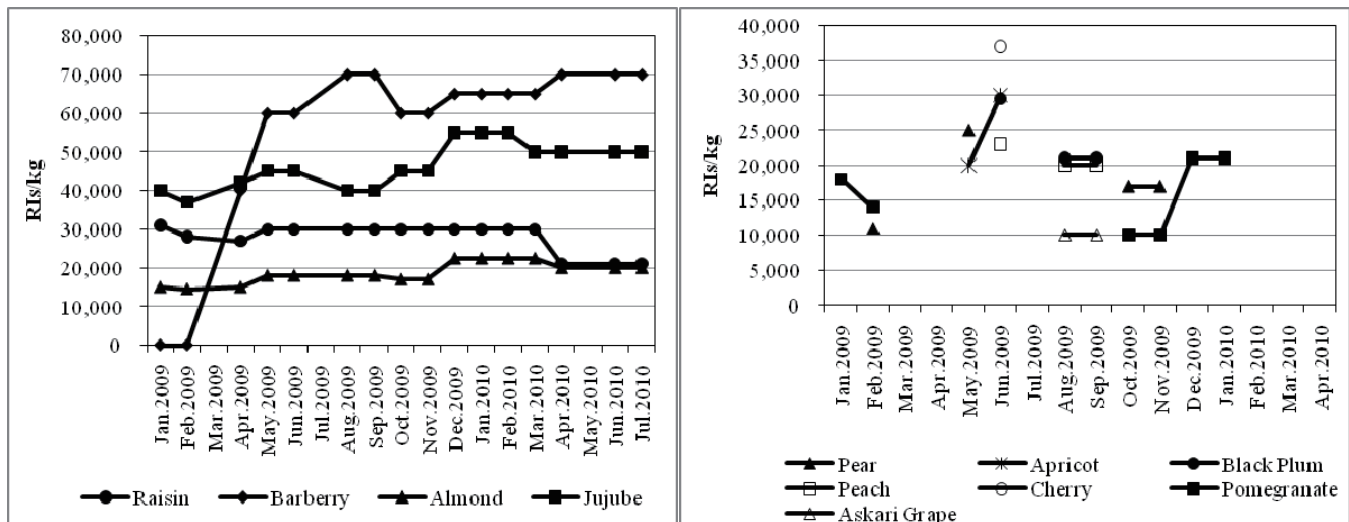 80,000
70,000
60,000
50,000
40,000
30,000
20,000
10,000
0
RIs/kg
Jan.2009
Feb.2009
Mar.2009
Apr.2009
May.2009
Jun.2009
Jul.2009
Aug.2009
Sep.2009
Oct.2009
Nov.2009
Dec.2009
Jan.2010
Feb.2010
Mar.2010
Apr.2010
May.2010
Jun.2010
Jul.2010
Raisin Barberry Almond Jujube
40,000
35,000
30,000
25,000
20,000
15,000
10,000
5,000
0
RIs/kg
Jan.2009
Feb.2009
Mar.2009
Apr.2009
May.2009
Jun.2009
Jul.2009
Aug.2009
Sep.2009
Oct.2009
Nov.2009
Dec.2009
Jan.2010
Feb.2010
Mar.2010
Apr.2010
Pear Apricot Black Plum
Peach Cherry Pomegranate
Askari Grape